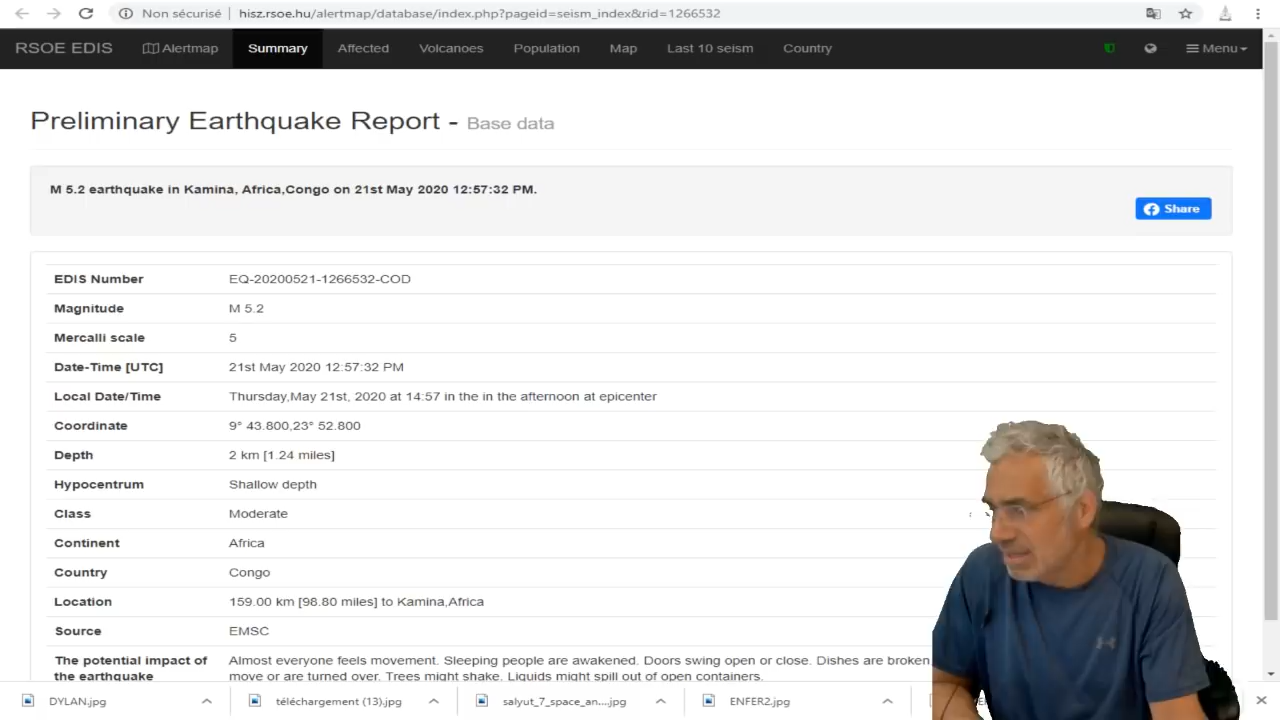 Non sécurisé | hisz.rsoe.hu/alertmap/database/index.php?pageid=seism_index&rid=1266532
RSOE EDIS Alertmap Summary Affected Volcanoes Population Map Last 10 seism Country Menu
Preliminary Earthquake Report - Base data
M 5.2 earthquake in Kamina, Africa,Congo on 21st May 2020 12:57:32 PM.
Share
EDIS Number EQ-20200521-1266532-COD
Magnitude M 5.2
Mercalli scale 5
Date-Time [UTC] 21st May 2020 12:57:32 PM
Local Date/Time Thursday,May 21st, 2020 at 14:57 in the in the afternoon at epicenter
Coordinate 9° 43.800,23° 52.800
Depth 2 km [1.24 miles]
Hypocentrum Shallow depth
Class Moderate
Continent Africa
Country Congo
Location 159.00 km [98.80 miles] to Kamina,Africa
Source EMSC
The potential impact of Almost everyone feels movement. Sleeping people are awakened. Doors swing open or close. Dishes are broken
the earthquake move or are turned over. Trees might shake. Liquids might spill out of open containers.
DYLAN.jpg téléchargement (13).jpg salyut_7_space_an....jpg ENFER2.jpg